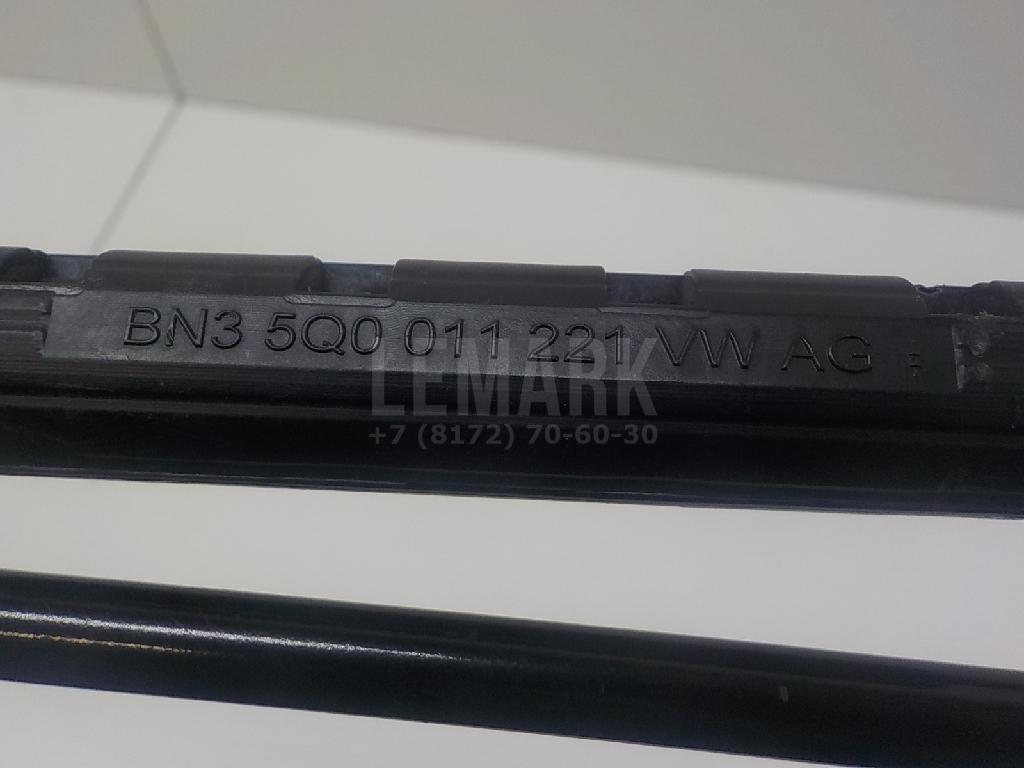 BN3 5Q0 011 221 VW AG
LEMARK
+7 (8172) 70-60-30